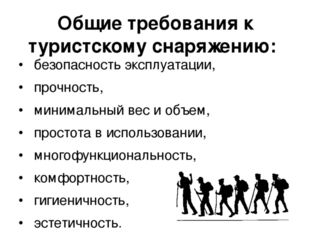 Общие требования к
туристскому снаряжению:
• безопасность эксплуатации,
• прочность,
• минимальный вес и объем,
• простота в использовании,
• многофункциональность,
• комфортность,
• гигиеничность,
• эстетичность.